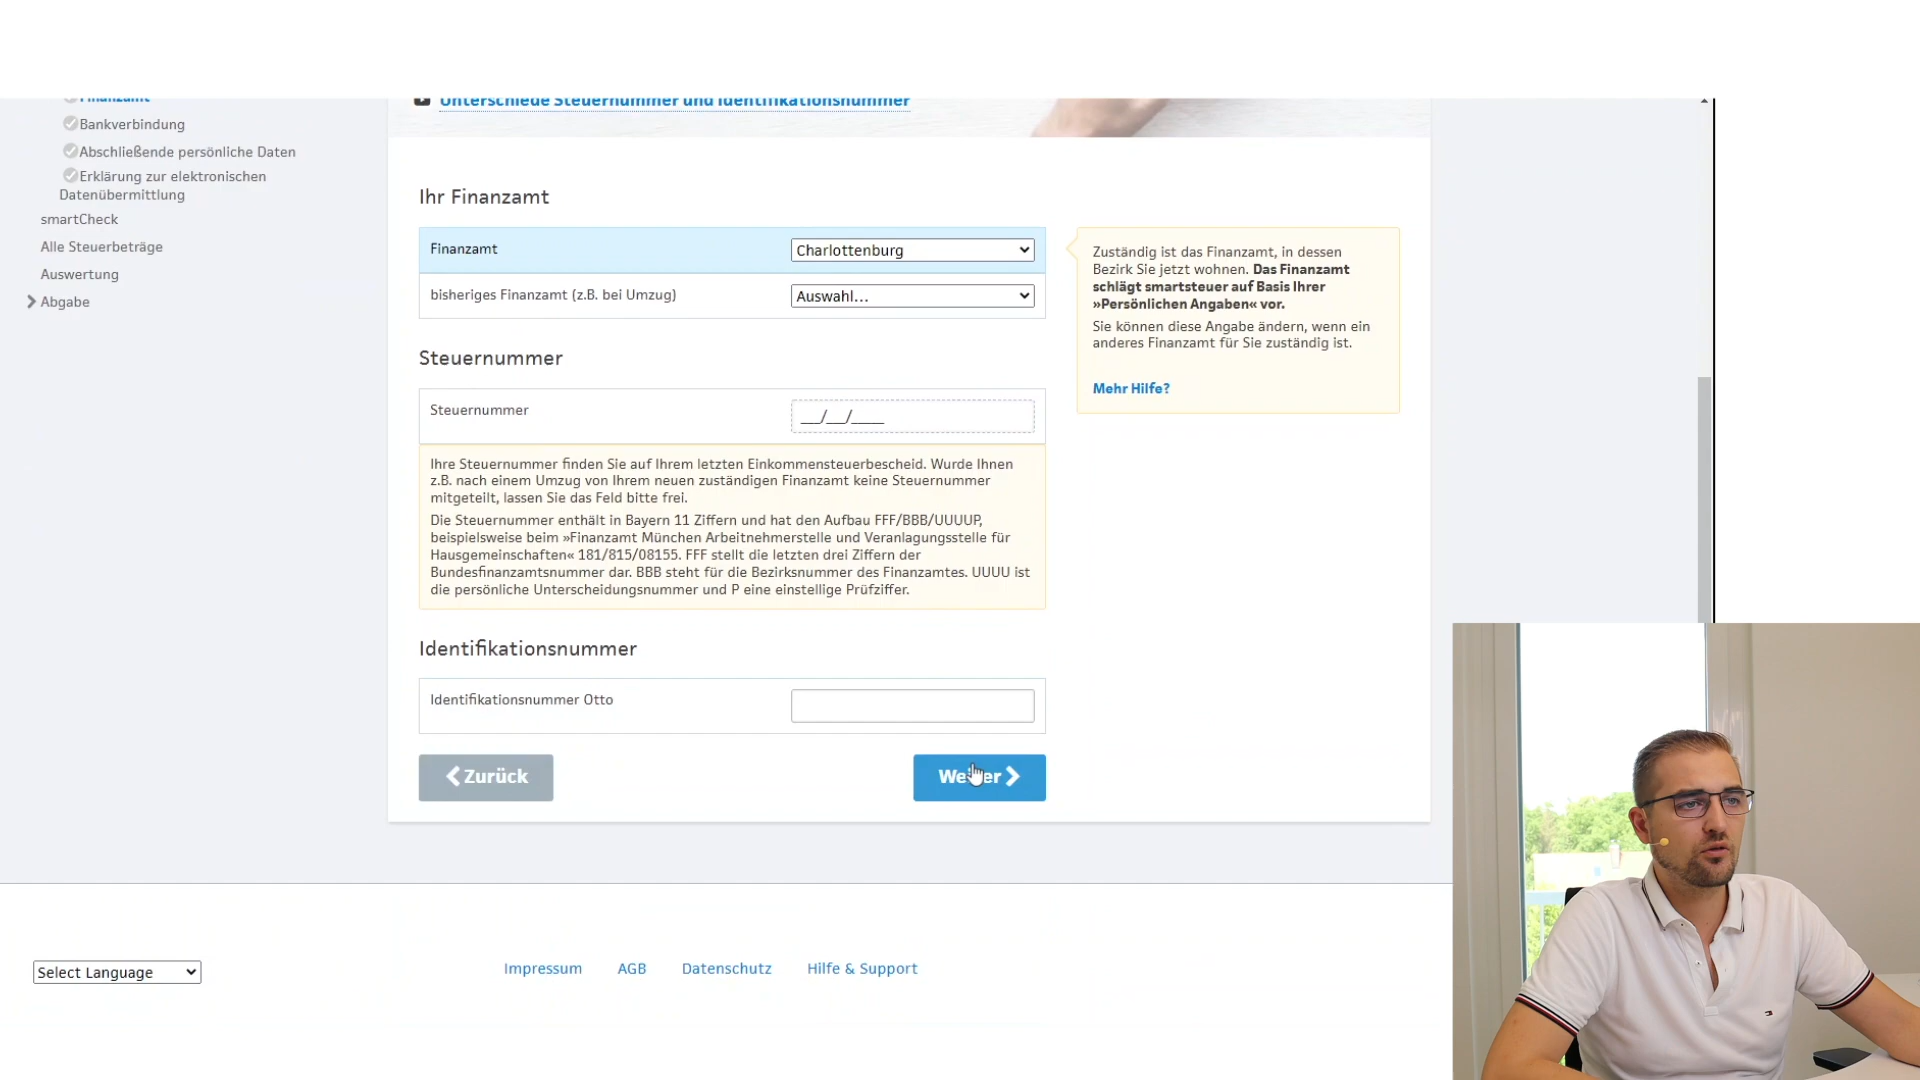 Finanzamt
Unterschiede Steuernummer und Identifikationsnummer
Bankverbindung
Abschließende persönliche Daten
Erklärung zur elektronischen
Datenübermittlung
smartCheck
Alle Steuerbeträge
Auswertung
Abgabe
Ihr Finanzamt
Finanzamt
Charlottenburg
bisheriges Finanzamt (z.B. bei Umzug)
Auswahl...
Zuständig ist das Finanzamt, in dessen
Bezirk Sie jetzt wohnen. Das Finanzamt
schlägt smartsteuer auf Basis Ihrer
»Persönlichen Angaben« vor.
Sie können diese Angabe ändern, wenn ein
anderes Finanzamt für Sie zuständig ist.
Mehr Hilfe?
Steuernummer
Steuernummer
___/___/_____
Ihre Steuernummer finden Sie auf Ihrem letzten Einkommensteuerbescheid. Wurde Ihnen
z.B. nach einem Umzug von Ihrem neuen zuständigen Finanzamt keine Steuernummer
mitgeteilt, lassen Sie das Feld bitte frei.
Die Steuernummer enthält in Bayern 11 Ziffern und hat den Aufbau FFF/BBB/UUUUP,
beispielsweise beim »Finanzamt München Arbeitnehmerstelle und Veranlagungsstelle für
Hausgemeinschaften« 181/815/08155. FFF stellt die letzten drei Ziffern der
Bundesfinanzamtsnummer dar. BBB steht für die Bezirksnummer des Finanzamtes. UUUU ist
die persönliche Unterscheidungsnummer und P eine einstellige Prüfziffer.
Identifikationsnummer
Identifikationsnummer Otto
Zurück
Weiter
Select Language
Impressum
AGB
Datenschutz
Hilfe & Support